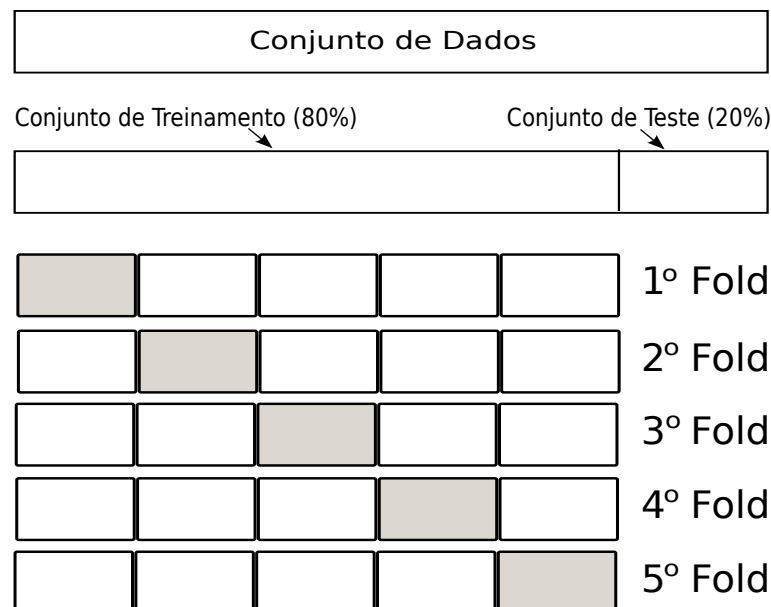 Conjunto de Dados
Conjunto de Treinamento (80%) Conjunto de Teste (20%)
1º Fold
2º Fold
3º Fold
4º Fold
5º Fold